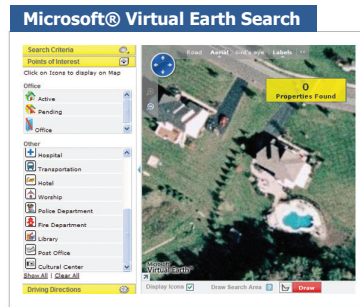 Microsoft® Virtual Earth Search
Search Criteria
Points of Interest
Click on Icons to display on Map
Office
Active
Pending
Office
Other
Hospital
Transportation
Hotel
Worship
Police Department
Fire Department
Library
Post Office
Cultural Center
Show All | Clear All
Driving Directions
Road Aerial Bird's eye Labels
0
Properties Found
Microsoft
Virtual Earth™
Display Icons
Draw Search Area
Draw